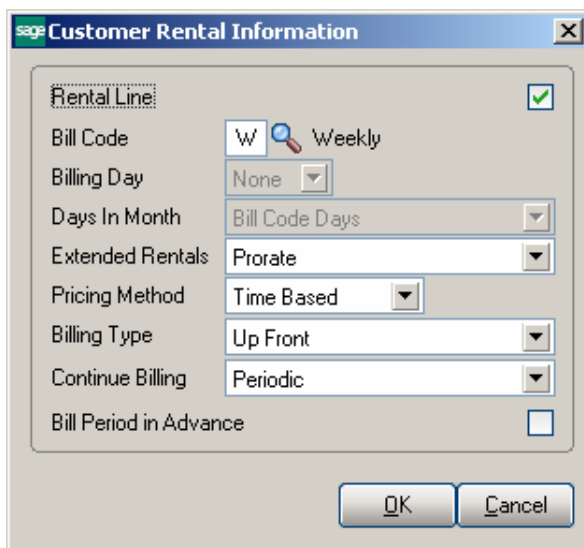 sage Customer Rental Information
Rental Line
Bill Code W Weekly
Billing Day None
Days In Month Bill Code Days
Extended Rentals Prorate
Pricing Method Time Based
Billing Type Up Front
Continue Billing Periodic
Bill Period in Advance
OK Cancel